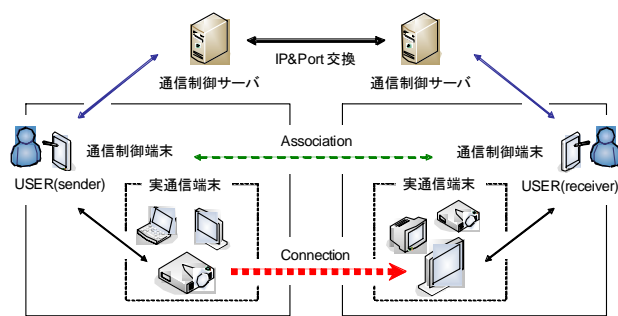 IP&Port 交換
通信制御サーバ
通信制御サーバ
通信制御端末
Association
通信制御端末
USER(sender)
実通信端末
実通信端末
USER(receiver)
Connection